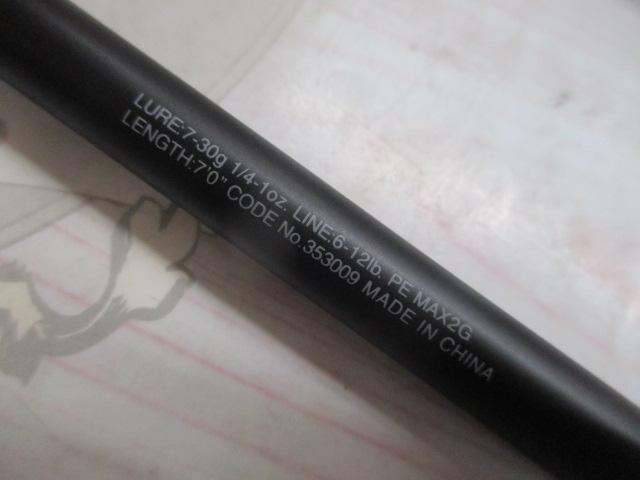 LURE:7-30g 1/4-1oz. LINE:6-12lb. PE MAX2G
LENGTH:7'0" CODE No.353009 MADE IN CHINA